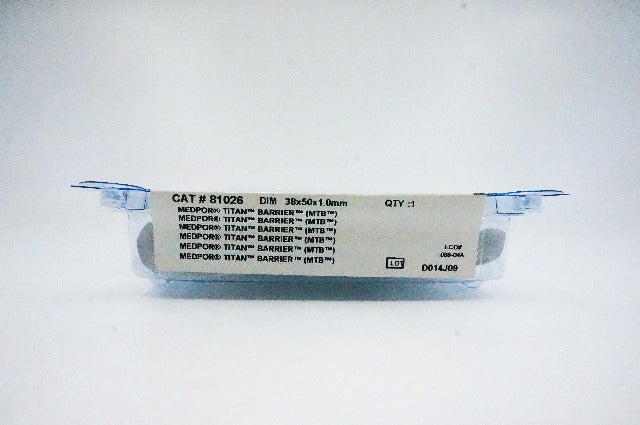 CAT # 81026 DIM 38x50x1.0mm QTY :1
MEDPOR® TITAN™ BARRIER™ (MTB™)
MEDPOR® TITAN™ BARRIER™ (MTB™)
MEDPOR® TITAN™ BARRIER™ (MTB™)
MEDPOR® TITAN™ BARRIER™ (MTB™)
MEDPOR® TITAN™ BARRIER™ (MTB™)
MEDPOR® TITAN™ BARRIER™ (MTB™)
LOT D014J09